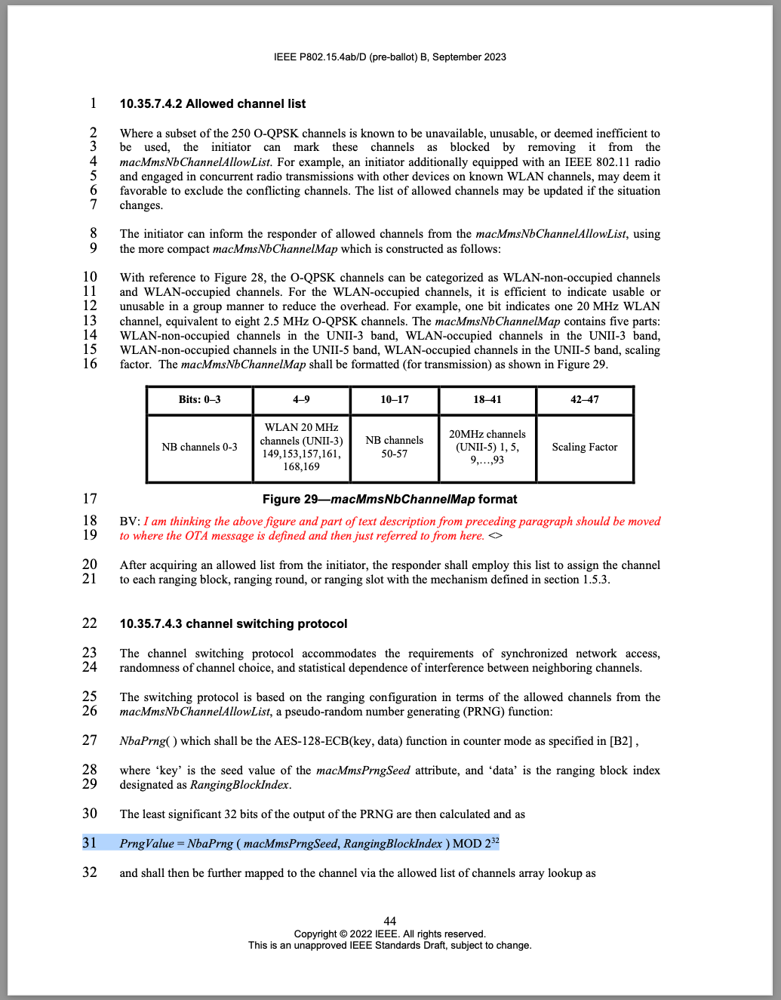 IEEE P802.15.4ab/D (pre-ballot) B, September 2023
1 10.35.7.4.2 Allowed channel list
2 Where a subset of the 250 O-QPSK channels is known to be unavailable, unusable, or deemed inefficient to
3 be used, the initiator can mark these channels as blocked by removing it from the
4 macMmsNbChannelAllowList. For example, an initiator additionally equipped with an IEEE 802.11 radio
5 and engaged in concurrent radio transmissions with other devices on known WLAN channels, may deem it
6 favorable to exclude the conflicting channels. The list of allowed channels may be updated if the situation
7 changes.
8 The initiator can inform the responder of allowed channels from the macMmsNbChannelAllowList, using
9 the more compact macMmsNbChannelMap which is constructed as follows:
10 With reference to Figure 28, the O-QPSK channels can be categorized as WLAN-non-occupied channels
11 and WLAN-occupied channels. For the WLAN-occupied channels, it is efficient to indicate usable or
12 unusable in a group manner to reduce the overhead. For example, one bit indicates one 20 MHz WLAN
13 channel, equivalent to eight 2.5 MHz O-QPSK channels. The macMmsNbChannelMap contains five parts:
14 WLAN-non-occupied channels in the UNII-3 band, WLAN-occupied channels in the UNII-3 band,
15 WLAN-non-occupied channels in the UNII-5 band, WLAN-occupied channels in the UNII-5 band, scaling
16 factor. The macMmsNbChannelMap shall be formatted (for transmission) as shown in Figure 29.
Bits: 0–3 4–9 10–17 18–41 42–47
NB channels 0-3
WLAN 20 MHz
channels (UNII-3)
149,153,157,161,
168,169
NB channels
50-57
20MHz channels
(UNII-5) 1, 5,
9,…,93
Scaling Factor
17 Figure 29—macMmsNbChannelMap format
18 BV: I am thinking the above figure and part of text description from preceding paragraph should be moved
19 to where the OTA message is defined and then just referred to from here. <>
20 After acquiring an allowed list from the initiator, the responder shall employ this list to assign the channel
21 to each ranging block, ranging round, or ranging slot with the mechanism defined in section 1.5.3.
22 10.35.7.4.3 channel switching protocol
23 The channel switching protocol accommodates the requirements of synchronized network access,
24 randomness of channel choice, and statistical dependence of interference between neighboring channels.
25 The switching protocol is based on the ranging configuration in terms of the allowed channels from the
26 macMmsNbChannelAllowList, a pseudo-random number generating (PRNG) function:
27 NbaPrng( ) which shall be the AES-128-ECB(key, data) function in counter mode as specified in [B2] ,
28 where ‘key’ is the seed value of the macMmsPrngSeed attribute, and ‘data’ is the ranging block index
29 designated as RangingBlockIndex.
30 The least significant 32 bits of the output of the PRNG are then calculated and as
31 PrngValue = NbaPrng ( macMmsPrngSeed, RangingBlockIndex ) MOD 2³²
32 and shall then be further mapped to the channel via the allowed list of channels array lookup as
44
Copyright © 2022 IEEE. All rights reserved.
This is an unapproved IEEE Standards Draft, subject to change.